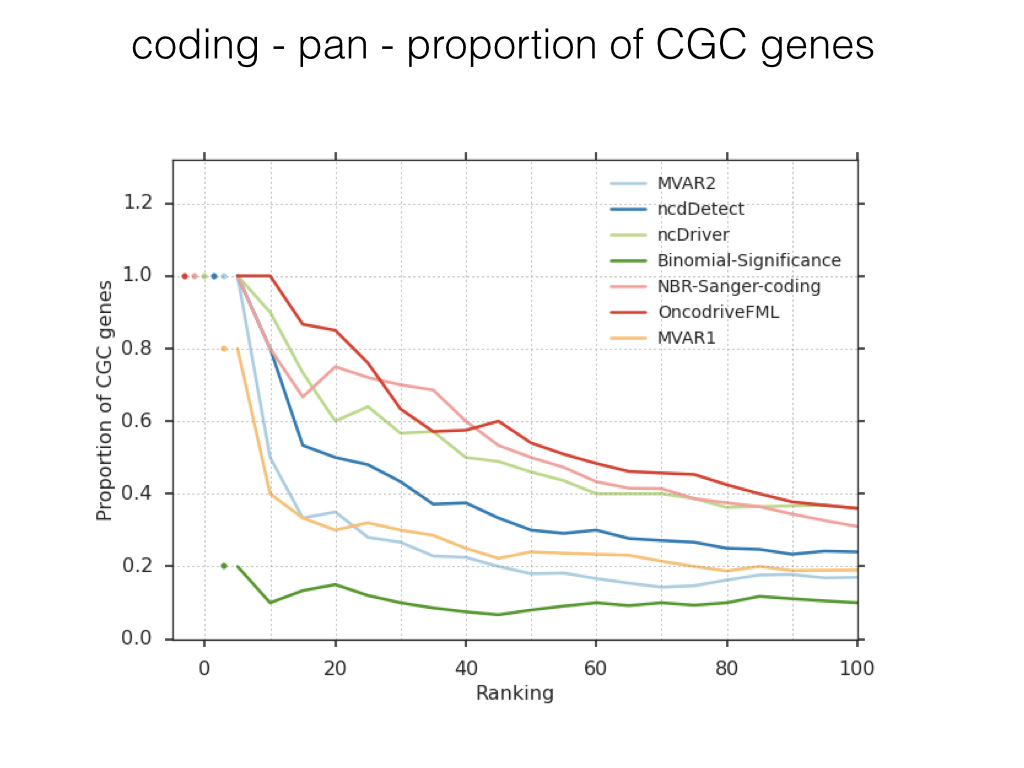 coding - pan - proportion of CGC genes
MVAR2
ncdDetect
ncDriver
Binomial-Significance
NBR-Sanger-coding
OncodriveFML
MVAR1
1.2
1.0
0.8
0.6
0.4
0.2
0.0
Proportion of CGC genes
0 20 40 60 80 100
Ranking